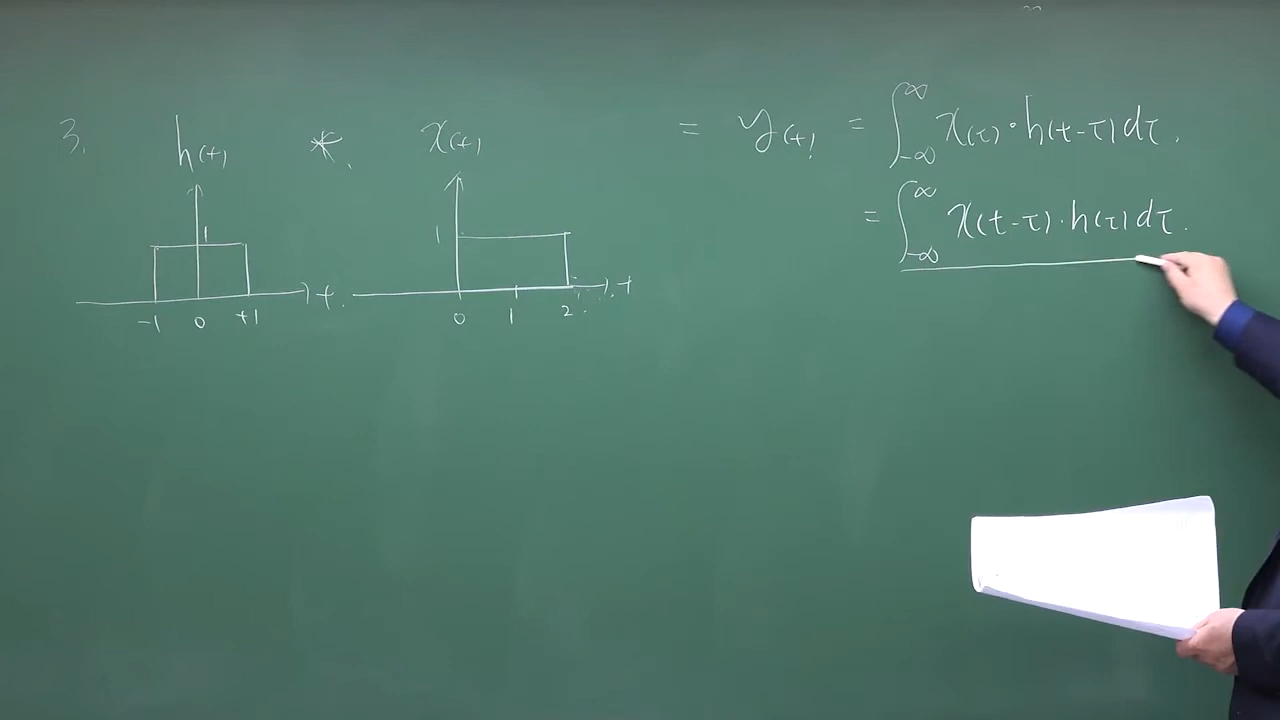 3. h(t) * x(t) = y(t) = ∫_{-∞}^{∞} x(τ)·h(t-τ)dτ.
= ∫_{-∞}^{∞} x(t-τ)·h(τ)dτ.
1 1
t. t
-1 0 +1 0 1 2